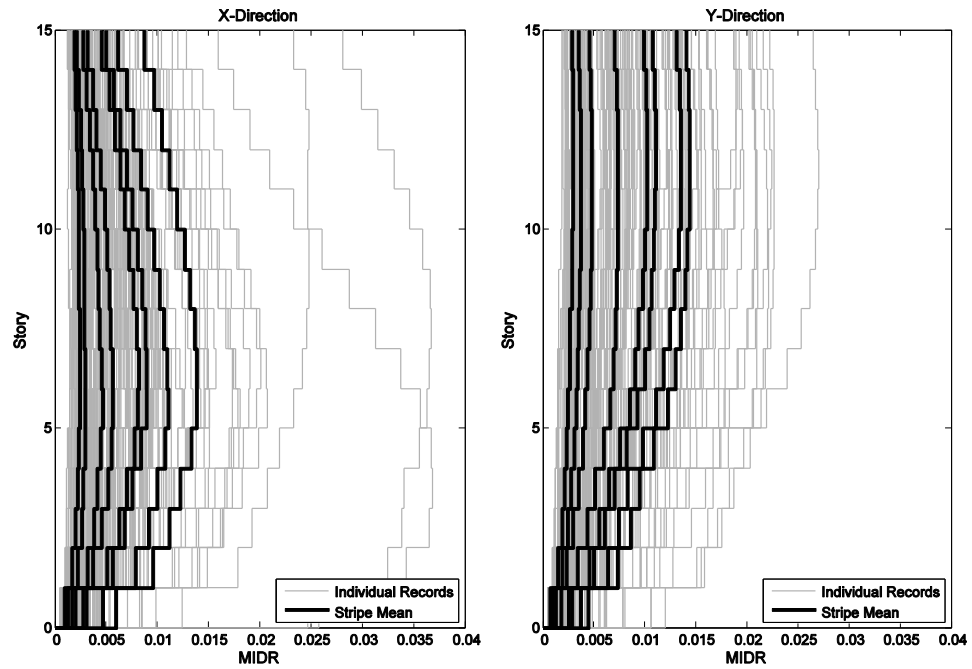 X-Direction
15
10
5
0
Story
0 0.005 0.01 0.015 0.02 0.025 0.03 0.035 0.04
MIDR
Individual Records
Stripe Mean
Y-Direction
15
10
5
0
Story
0 0.005 0.01 0.015 0.02 0.025 0.03 0.035 0.04
MIDR
Individual Records
Stripe Mean